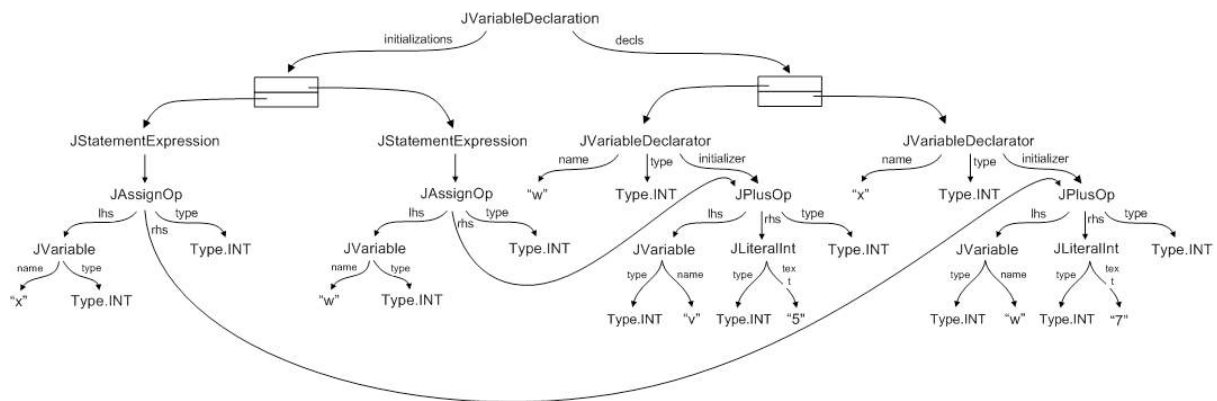 JVariableDeclaration
initializations decls
JStatementExpression JStatementExpression JVariableDeclarator JVariableDeclarator
name type initializer name type initializer
JAssignOp JAssignOp “w” Type.INT JPlusOp “x” Type.INT JPlusOp
lhs rhs type lhs rhs type lhs rhs type lhs rhs type
JVariable Type.INT JVariable Type.INT JVariable JLiteralInt Type.INT JVariable JLiteralInt Type.INT
name type name type type name type tex t type name type tex t
“x” Type.INT “w” Type.INT Type.INT “v” Type.INT “5” Type.INT “w” Type.INT “7”